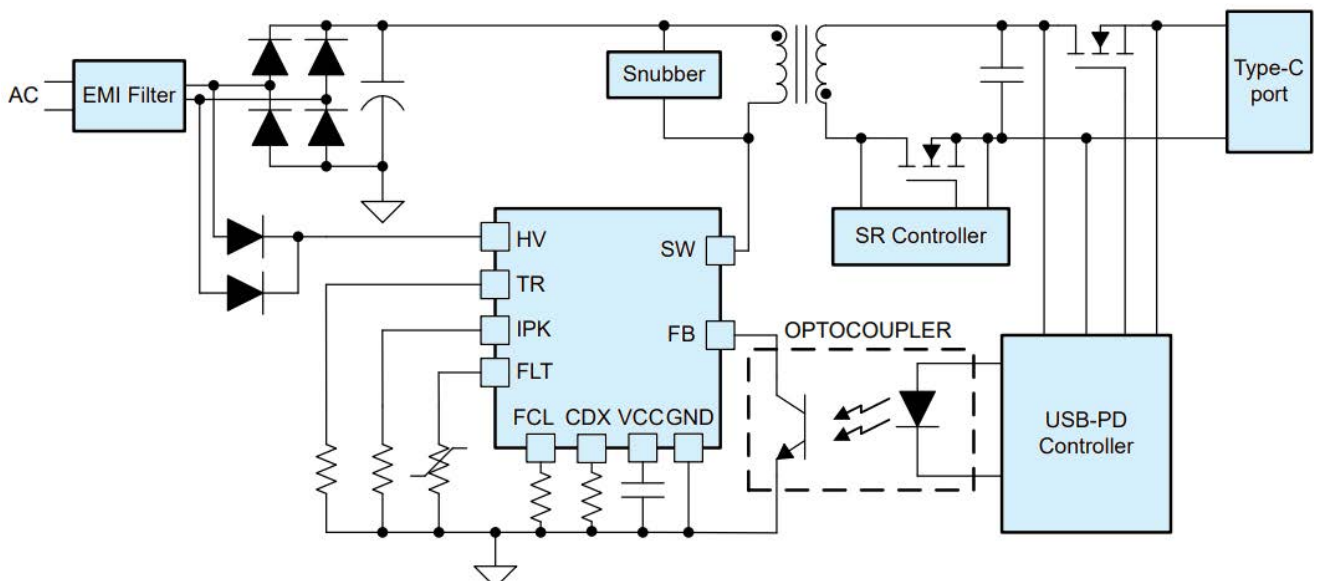 AC
EMI Filter
Snubber
Type-C
port
SR Controller
HV
TR
IPK
FLT
SW
FB
FCL CDX VCC GND
OPTOCOUPLER
USB-PD
Controller